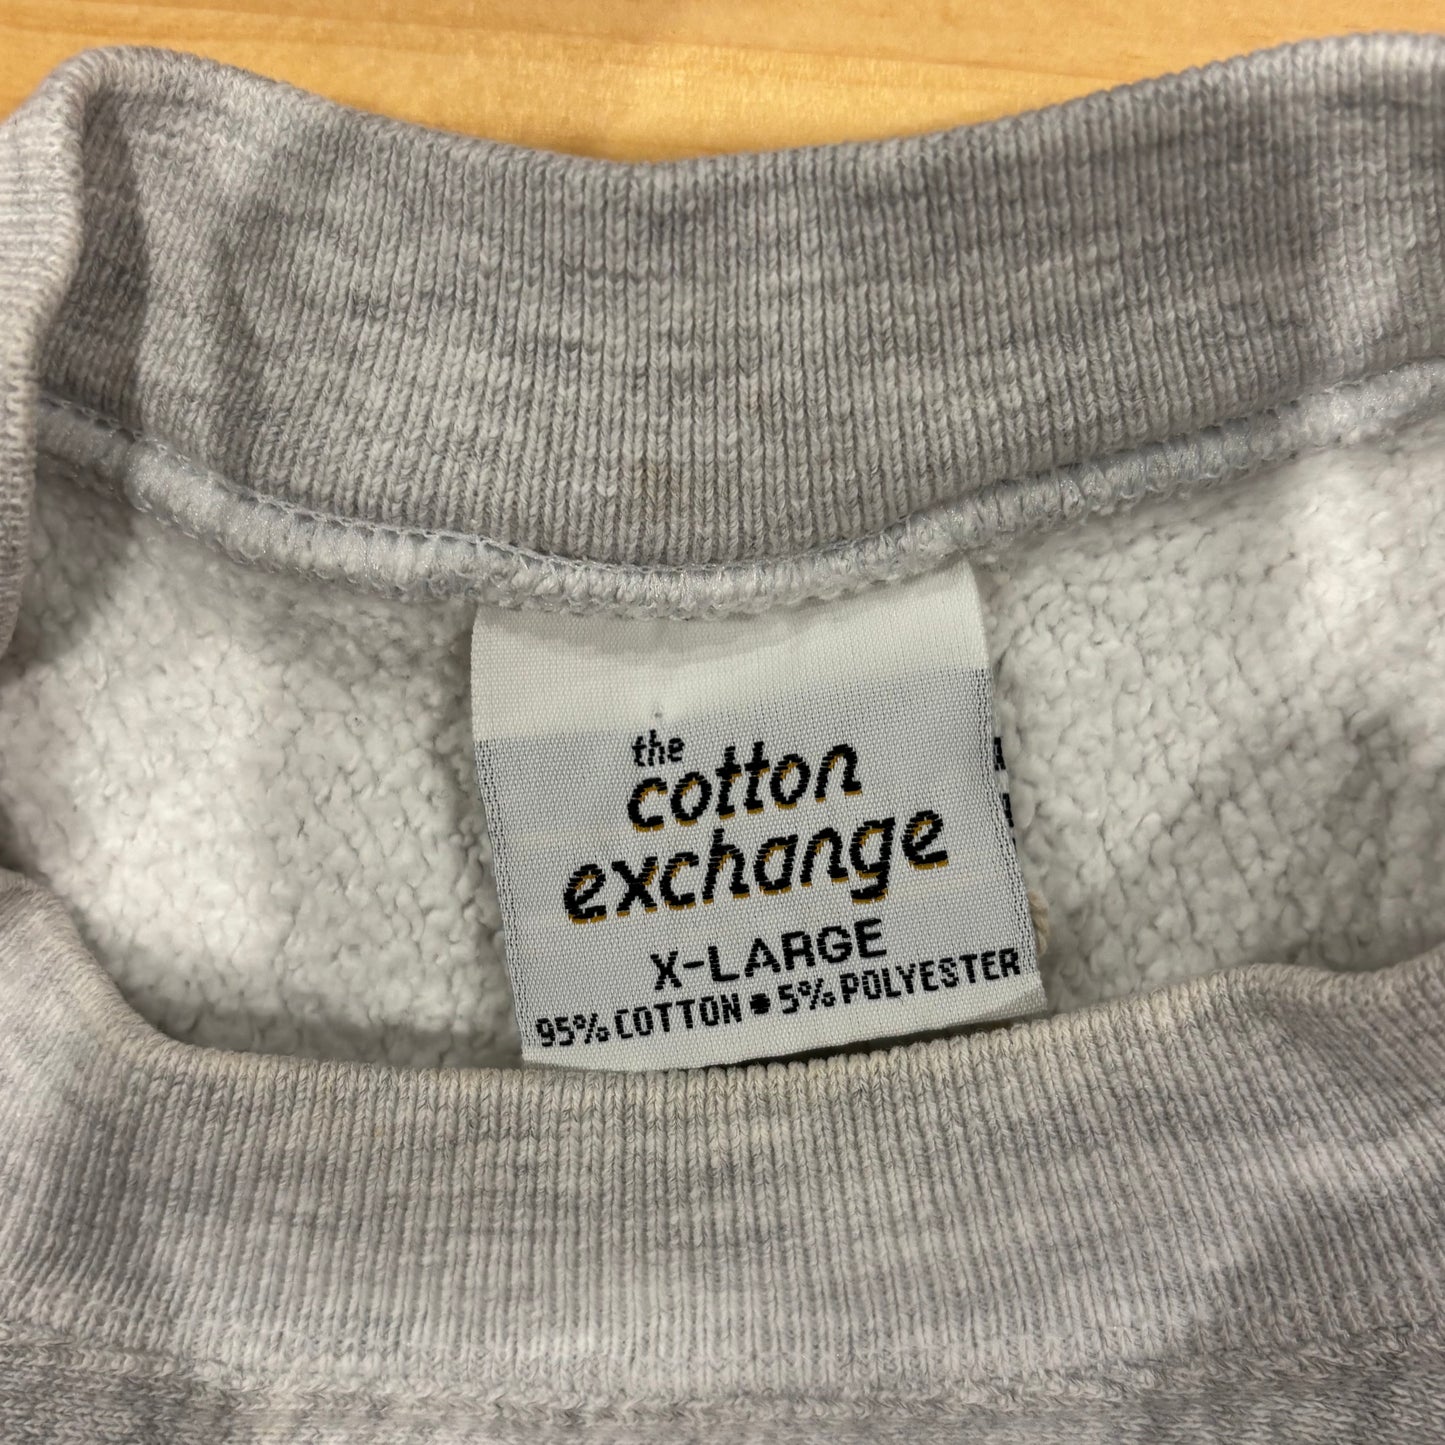 the
cotton
exchange
X-LARGE
95% COTTON • 5% POLYESTER